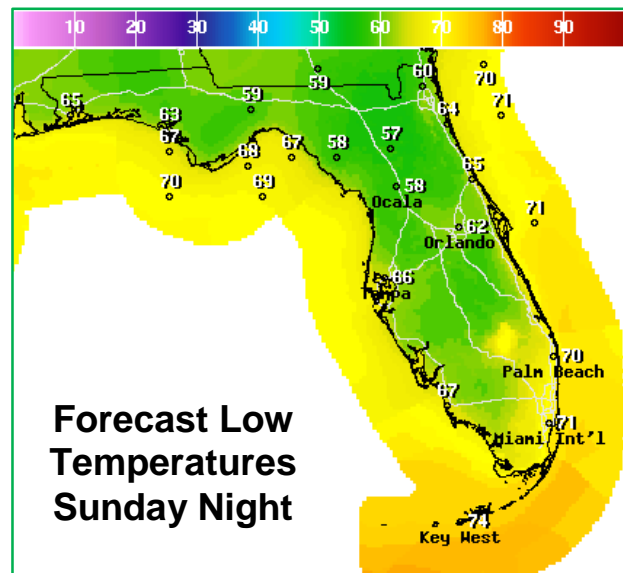 10 20 30 40 50 60 70 80 90
59 60 70
65 59 71
63 64
67 68 67 58 57
70 69 58 65
Ocala
62 71
Orlando
66
Tampa
70
Palm Beach
67
71
Miami Int'l
74
Key West
Forecast Low
Temperatures
Sunday Night